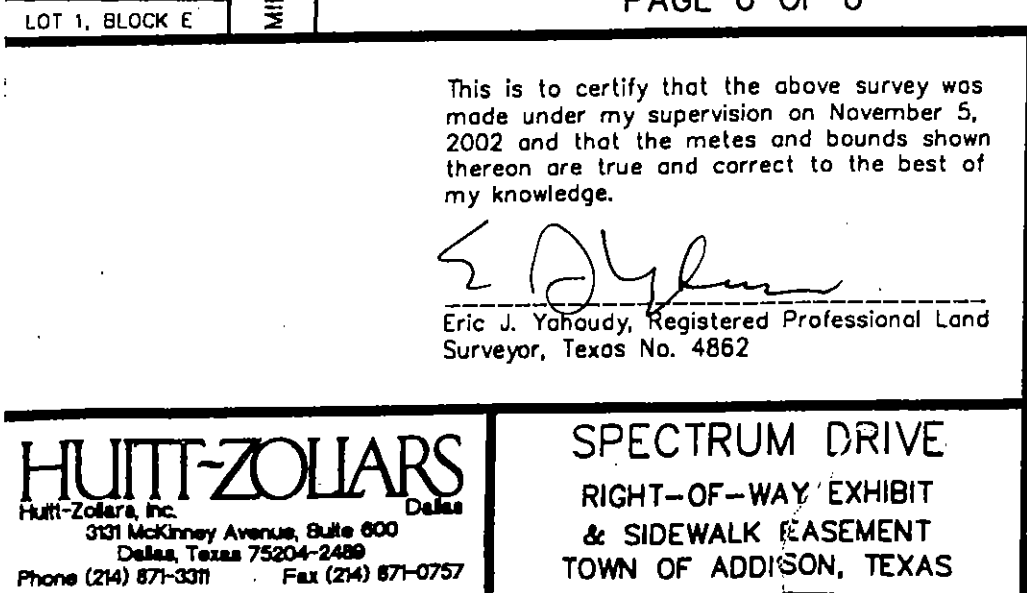 LOT 1, BLOCK E
PAGE 6 OF 6
This is to certify that the above survey was
made under my supervision on November 5,
2002 and that the metes and bounds shown
thereon are true and correct to the best of
my knowledge.
Eric J. Yahoudy, Registered Professional Land
Surveyor, Texas No. 4862
HUITT-ZOLLARS
Huitt-Zollars, Inc. Dallas
3131 McKinney Avenue, Suite 600
Dallas, Texas 75204-2489
Phone (214) 871-3311 Fax (214) 871-0757
SPECTRUM DRIVE
RIGHT-OF-WAY EXHIBIT
& SIDEWALK EASEMENT
TOWN OF ADDISON, TEXAS